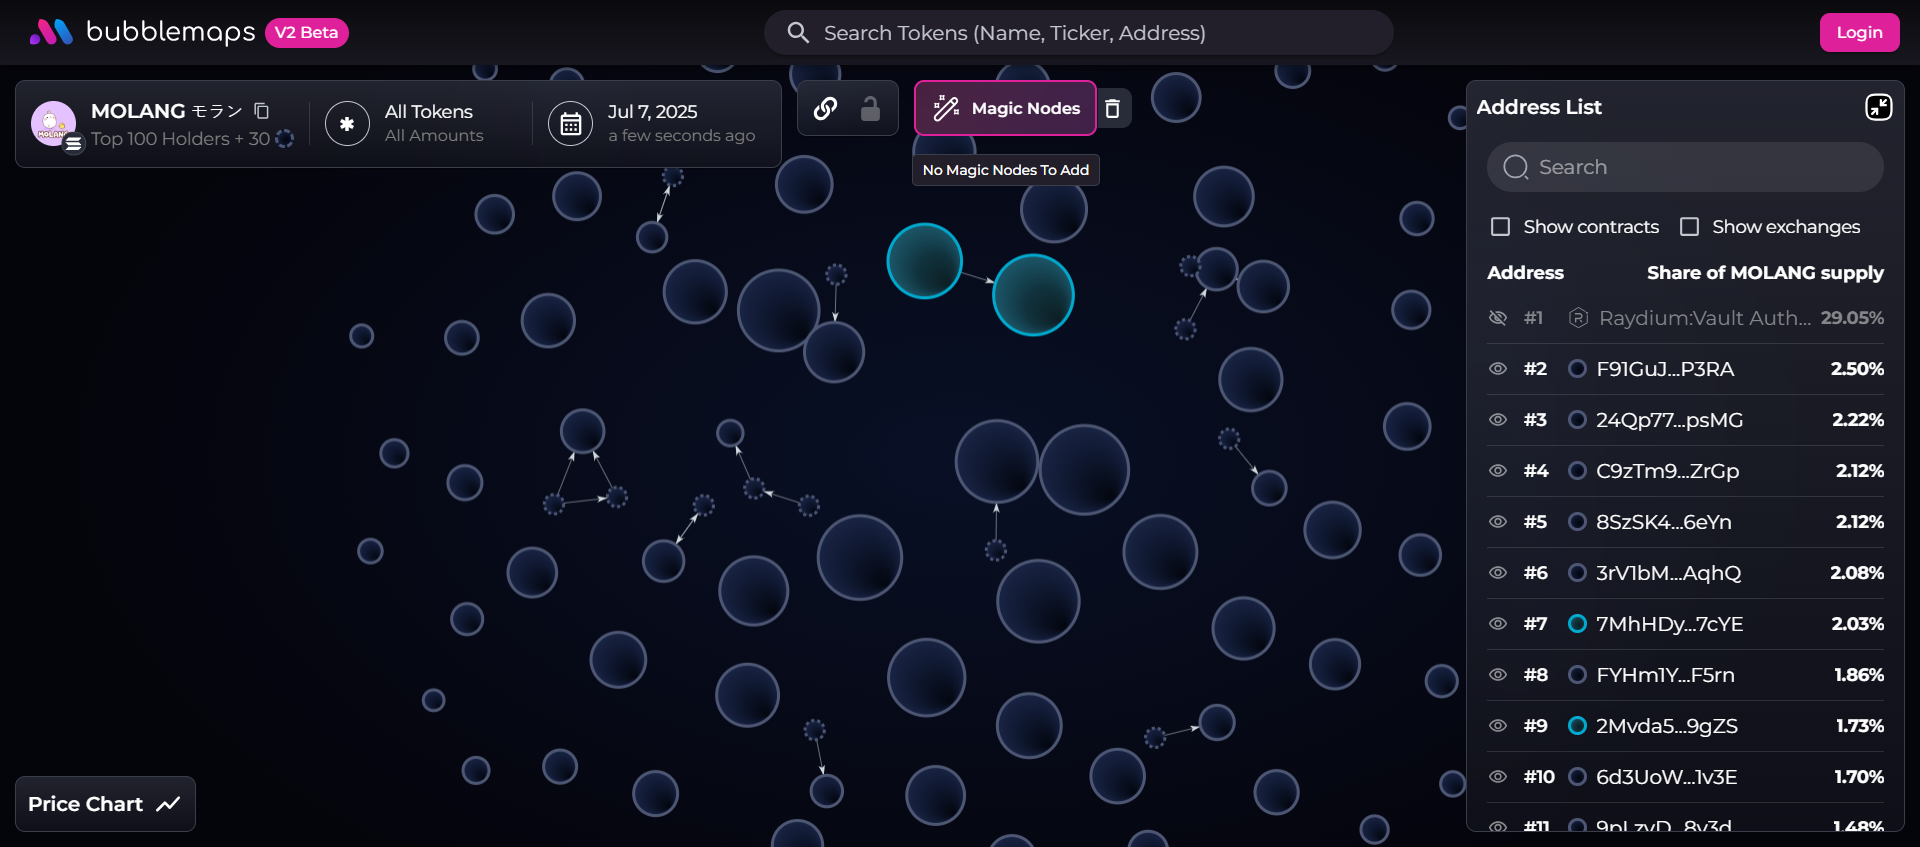 bubblemaps V2 Beta
Search Tokens (Name, Ticker, Address)
Login
MOLANG モラン
Top 100 Holders + 30
All Tokens
All Amounts
Jul 7, 2025
a few seconds ago
Magic Nodes
No Magic Nodes To Add
Address List
Search
Show contracts
Show exchanges
Address Share of MOLANG supply
#1 Raydium:Vault Auth... 29.05%
#2 F91GuJ...P3RA 2.50%
#3 24Qp77...psMG 2.22%
#4 C9zTm9...ZrGp 2.12%
#5 8SzSK4...6eYn 2.12%
#6 3rV1bM...AqhQ 2.08%
#7 7MhHDy...7cYE 2.03%
#8 FYHm1Y...F5rn 1.86%
#9 2Mvda5...9gZS 1.73%
#10 6d3UoW...1v3E 1.70%
#11 1.48%
Price Chart